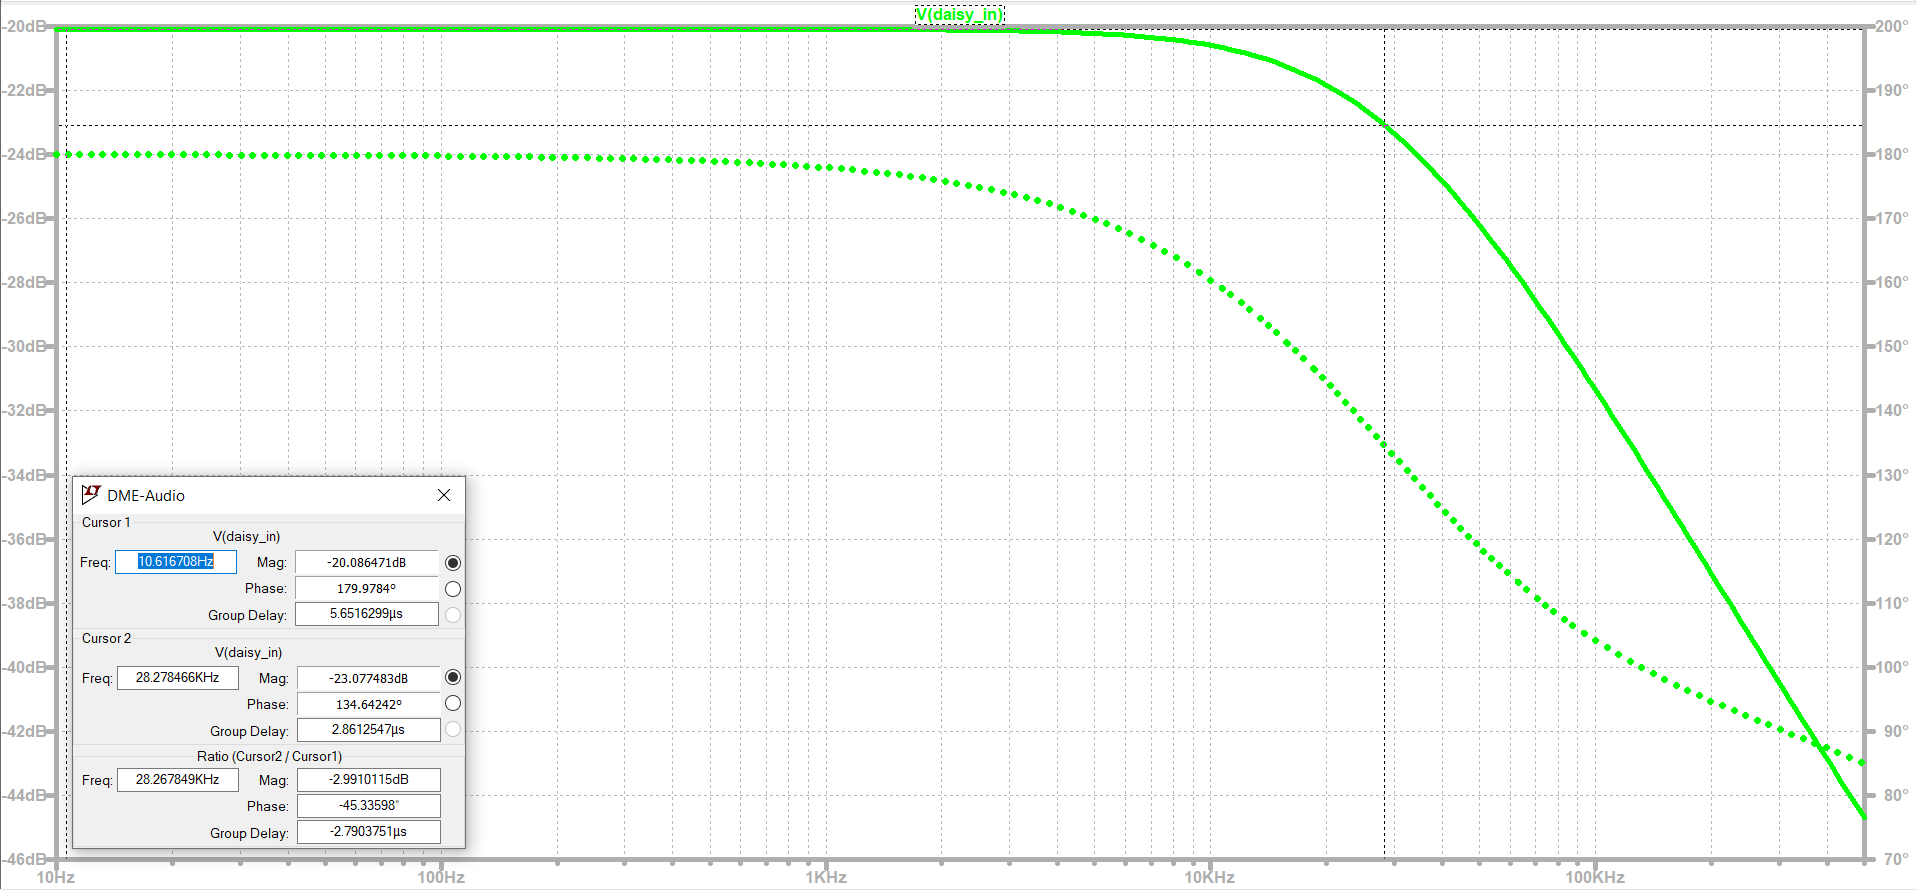 V(daisy_in)
-20dB
-22dB
-24dB
-26dB
-28dB
-30dB
-32dB
-34dB
-36dB
-38dB
-40dB
-42dB
-44dB
-46dB
200°
190°
180°
170°
160°
150°
140°
130°
120°
110°
100°
90°
80°
70°
10Hz 100Hz 1KHz 10KHz 100KHz
DME-Audio
Cursor 1
V(daisy_in)
Freq: 10.616708Hz Mag: -20.086471dB
Phase: 179.9784°
Group Delay: 5.6516299µs
Cursor 2
V(daisy_in)
Freq: 28.278466KHz Mag: -23.077483dB
Phase: 134.64242°
Group Delay: 2.8612547µs
Ratio (Cursor2 / Cursor1)
Freq: 28.267849KHz Mag: -2.9910115dB
Phase: -45.33598°
Group Delay: -2.7903751µs